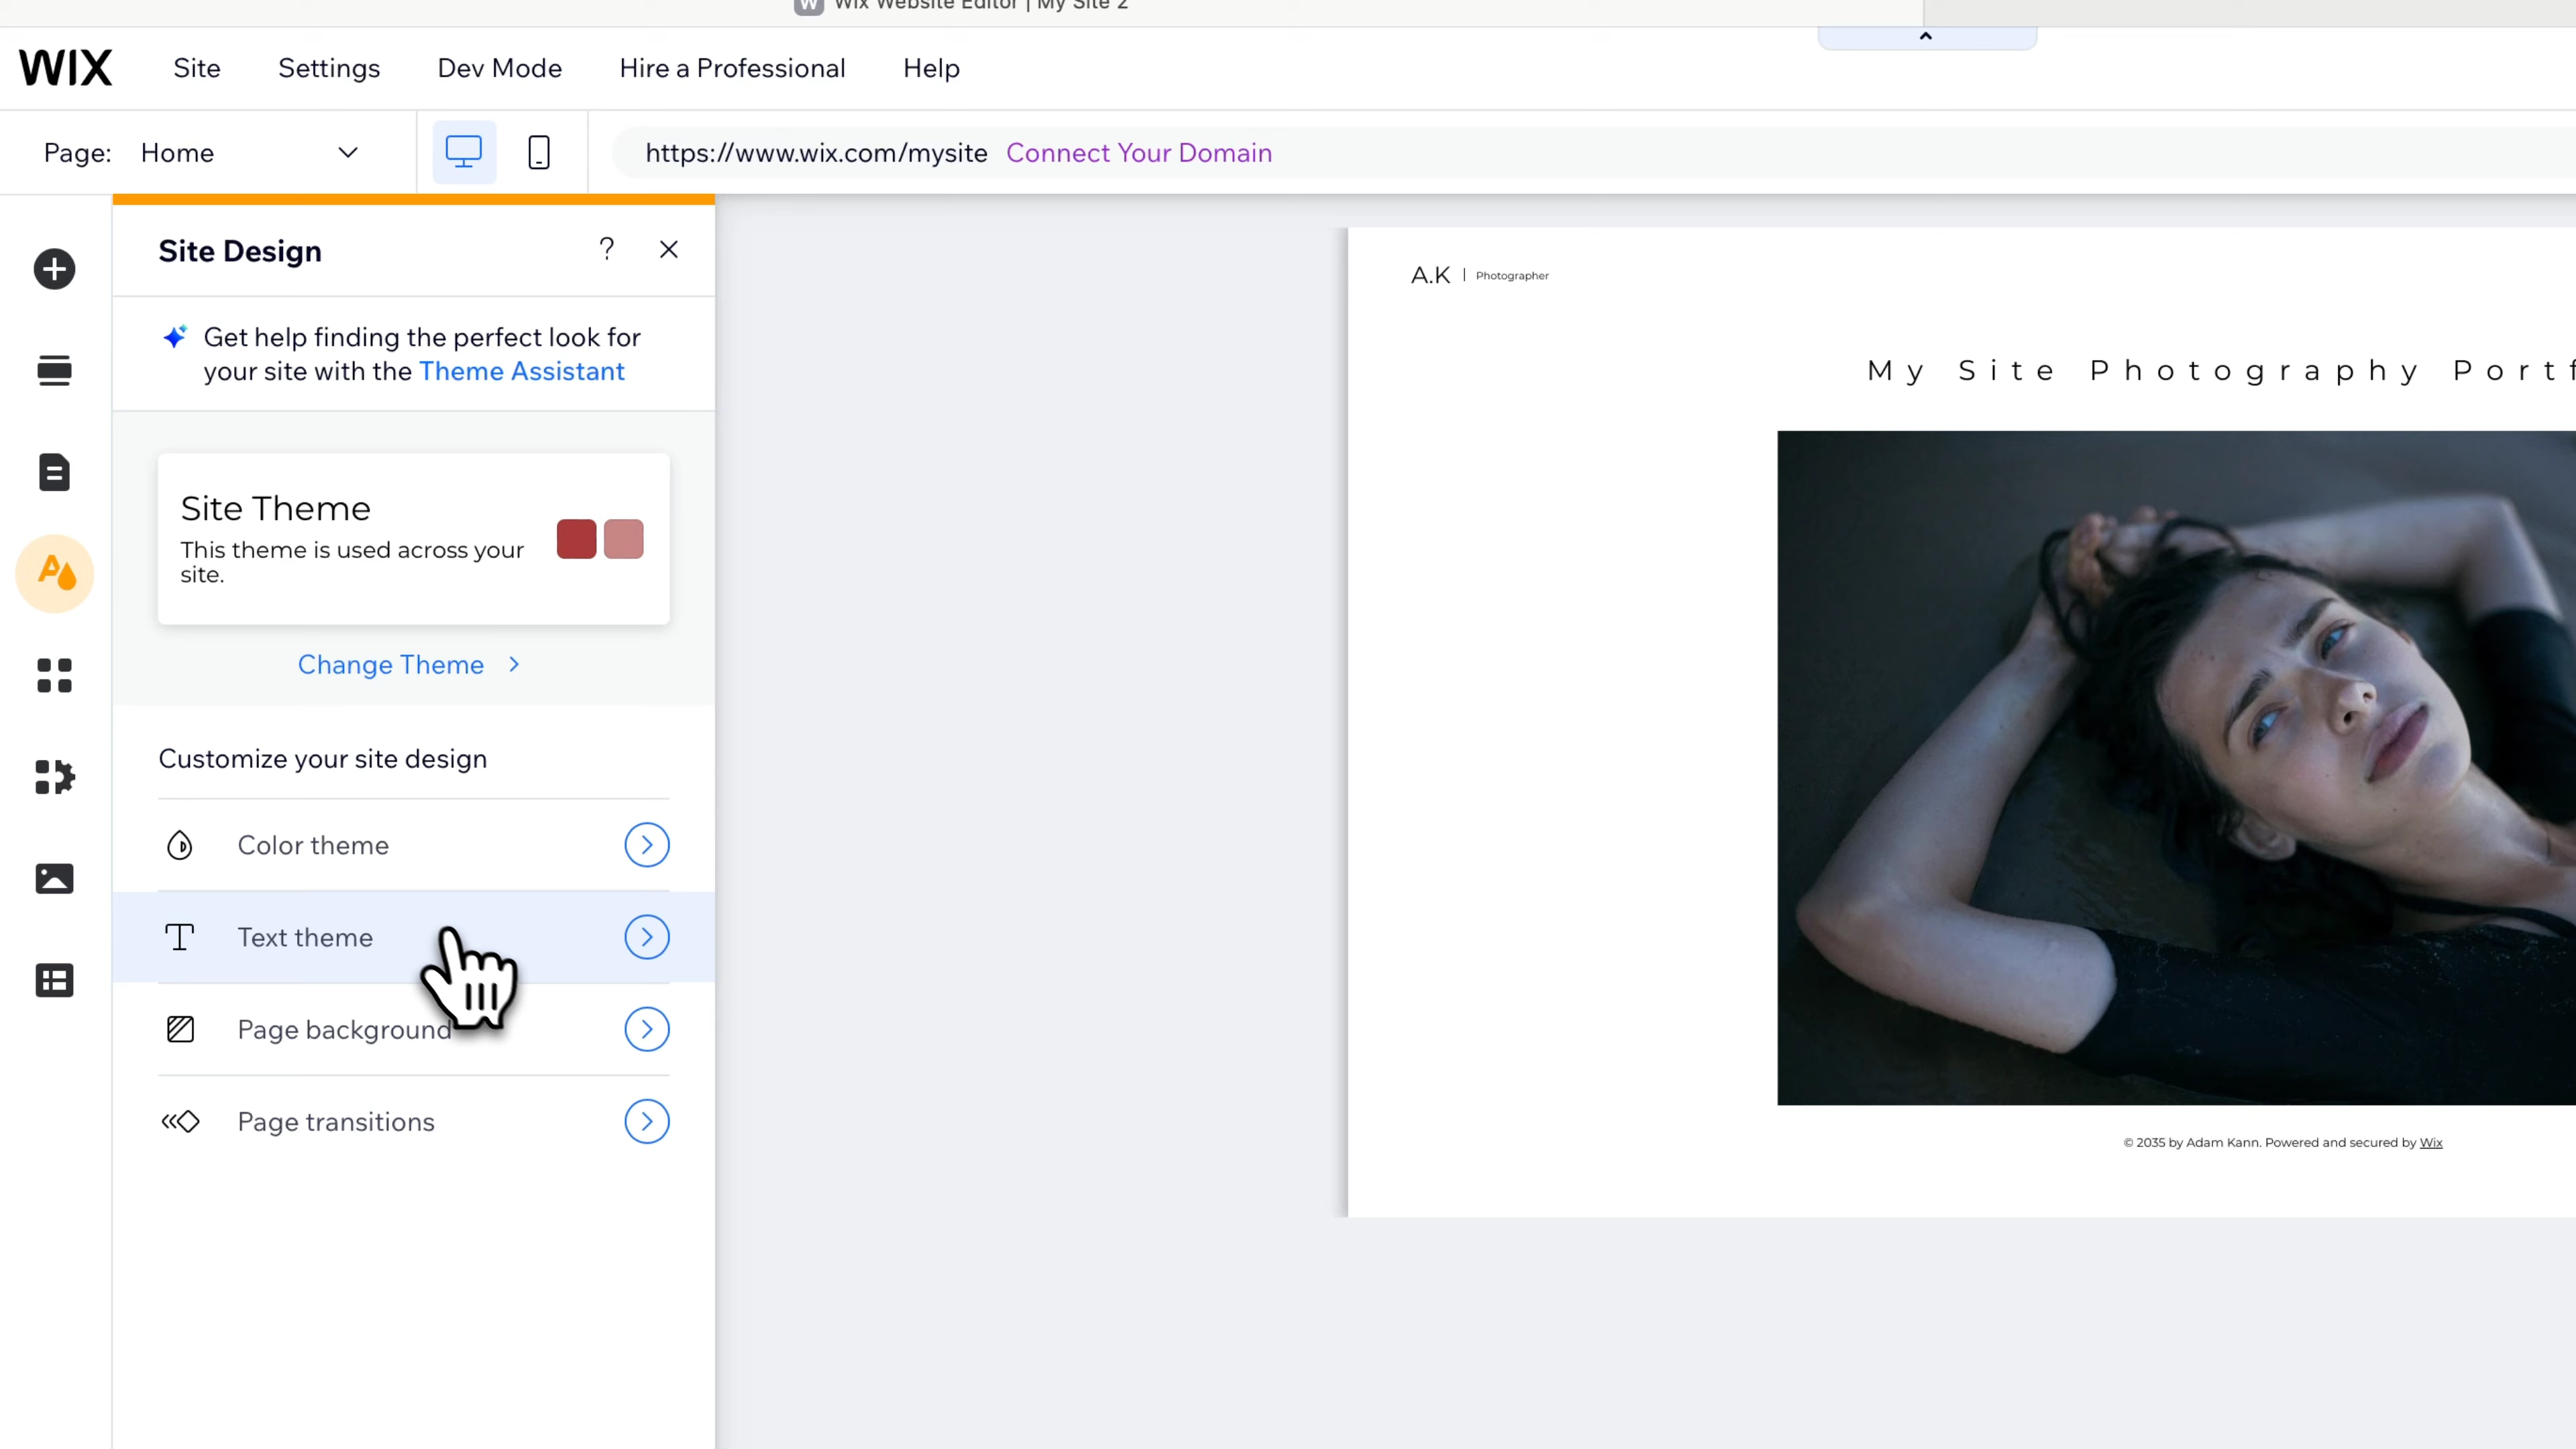 Wix Website Editor | My Site 2
WIX
Site
Settings
Dev Mode
Hire a Professional
Help
Page:
Home
https://www.wix.com/mysite
Connect Your Domain
Site Design
?
Get help finding the perfect look for
your site with the Theme Assistant
Site Theme
This theme is used across your
site.
Change Theme
Customize your site design
Color theme
Text theme
Page background
Page transitions
A.K | Photographer
My Site Photography Portf
© 2035 by Adam Kann. Powered and secured by Wix